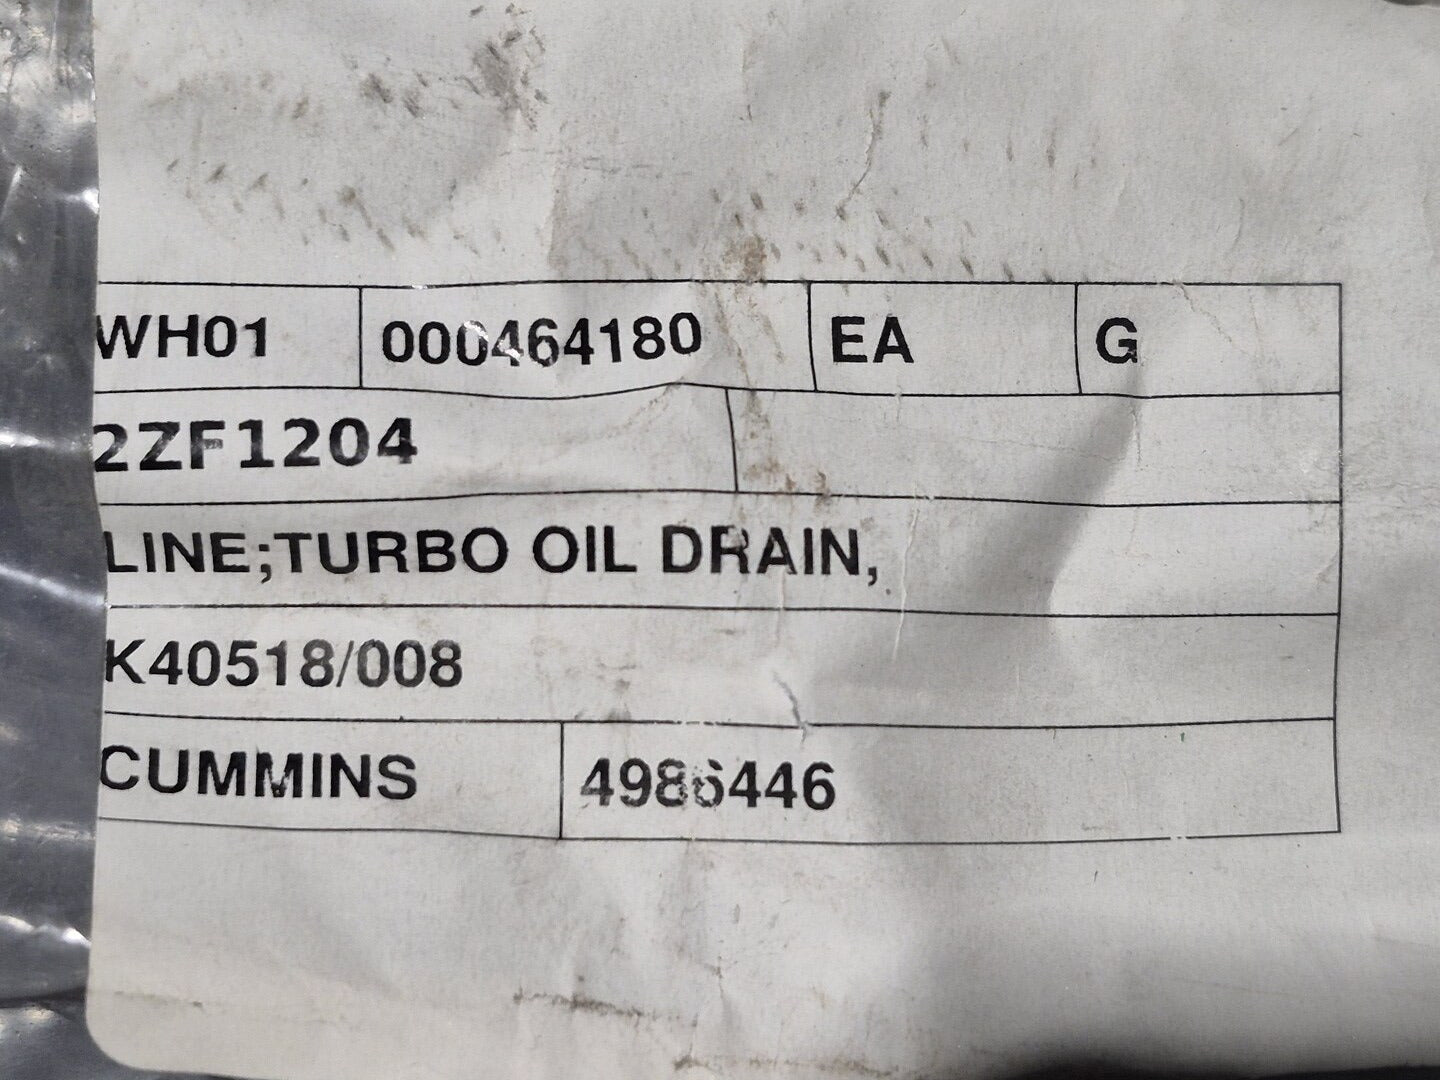 WH01 000464180 EA G
2ZF1204
LINE;TURBO OIL DRAIN,
K40518/008
CUMMINS 4986446